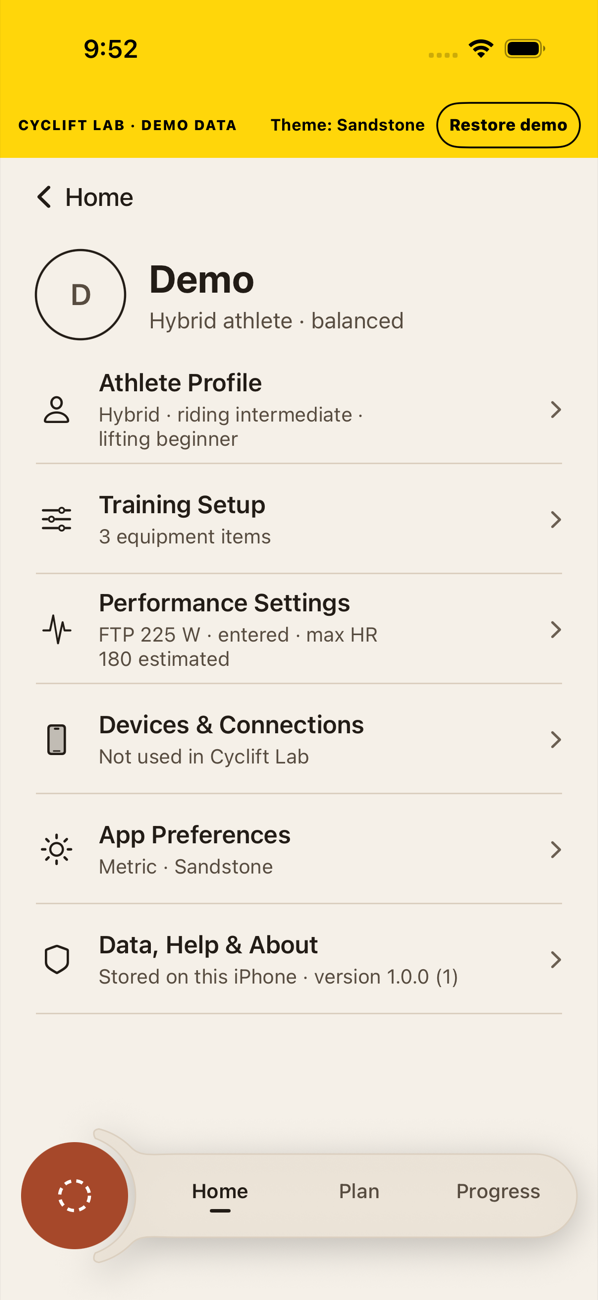 9:52
CYCLIFT LAB · DEMO DATA
Theme: Sandstone
Restore demo
Home
D
Demo
Hybrid athlete · balanced
Athlete Profile
Hybrid · riding intermediate ·
lifting beginner
Training Setup
3 equipment items
Performance Settings
FTP 225 W · entered · max HR
180 estimated
Devices & Connections
Not used in Cyclift Lab
App Preferences
Metric · Sandstone
Data, Help & About
Stored on this iPhone · version 1.0.0 (1)
Home
Plan
Progress